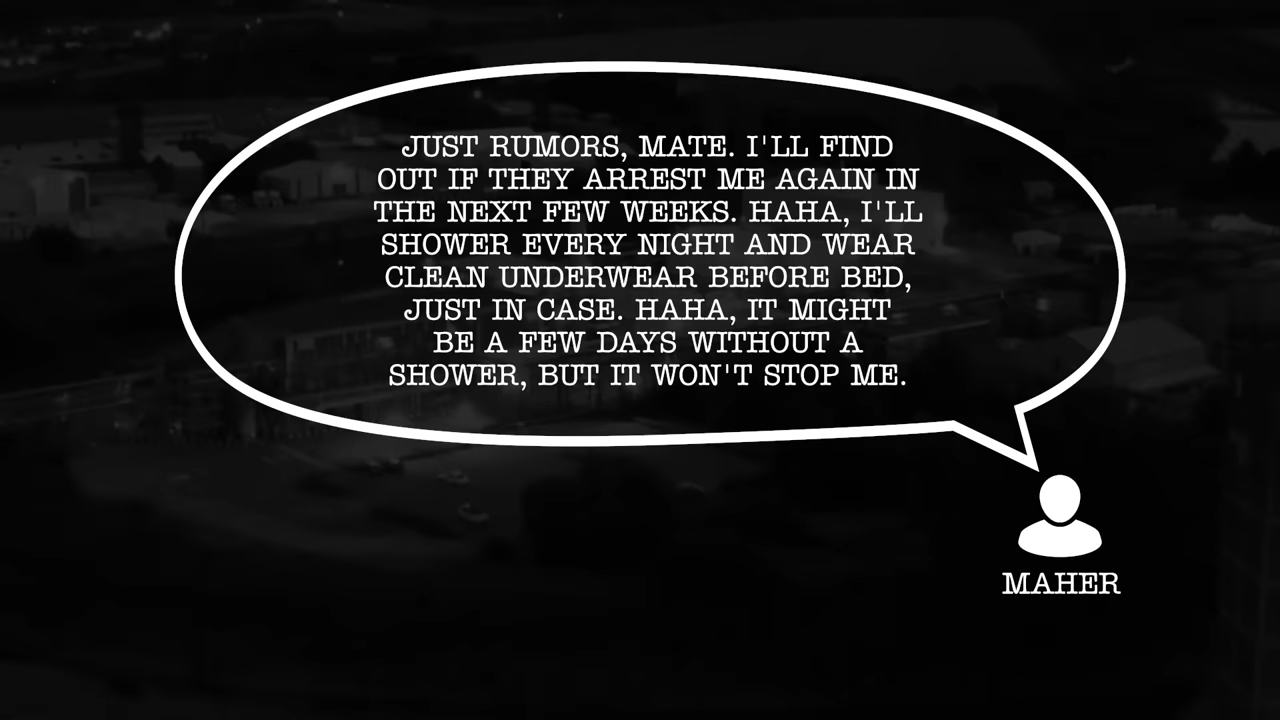 JUST RUMORS, MATE. I'LL FIND
OUT IF THEY ARREST ME AGAIN IN
THE NEXT FEW WEEKS. HAHA, I'LL
SHOWER EVERY NIGHT AND WEAR
CLEAN UNDERWEAR BEFORE BED,
JUST IN CASE. HAHA, IT MIGHT
BE A FEW DAYS WITHOUT A
SHOWER, BUT IT WON'T STOP ME.
MAHER